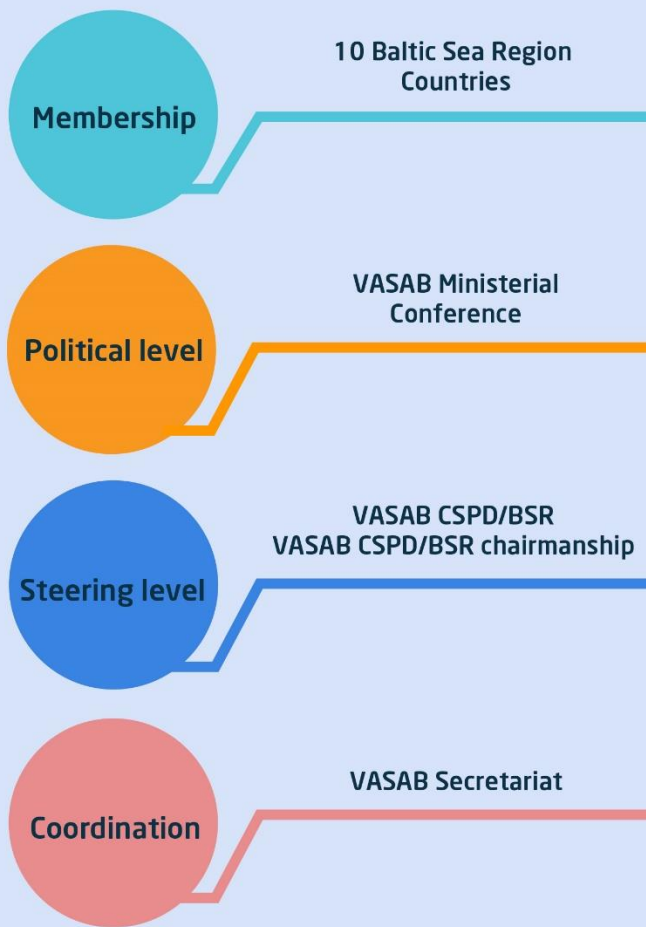 Membership
10 Baltic Sea Region
Countries
Political level
VASAB Ministerial
Conference
Steering level
VASAB CSPD/BSR
VASAB CSPD/BSR chairmanship
Coordination
VASAB Secretariat